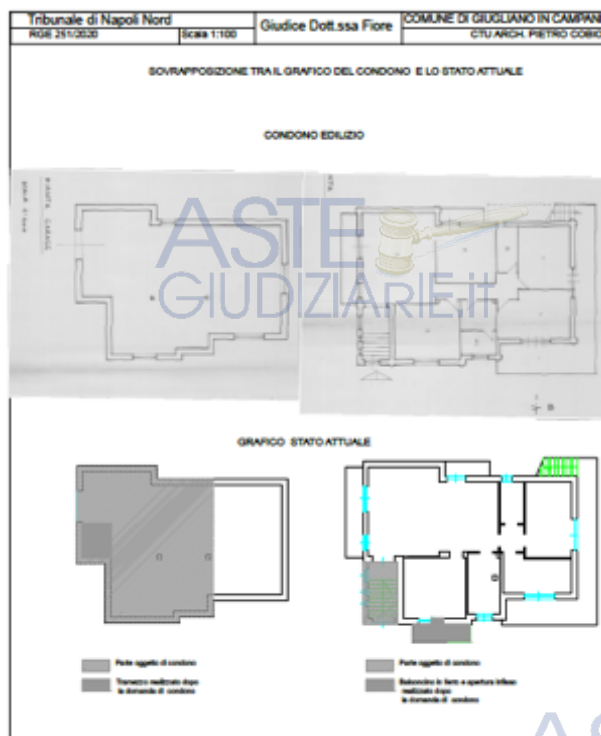 Tribunale di Napoli Nord
RGE 251/2020
Scala 1:100
Giudice Dott.ssa Fiore
COMUNE DI GIUGLIANO IN CAMPAN
CTU ARCH. PIETRO COBIO
SOVRAPPOSIZIONE TRA IL GRAFICO DEL CONDONO E LO STATO ATTUALE
CONDONO EDILIZIO
PIANTA GARAGE
ASTE
GIUDIZIARIE.it
GRAFICO STATO ATTUALE
Parte oggetto di condono
Tramezzo realizzato dopo
la domanda di condono
Parte oggetto di condono
Balconcino in ferro e apertura infisso
realizzato dopo
la domanda di condono